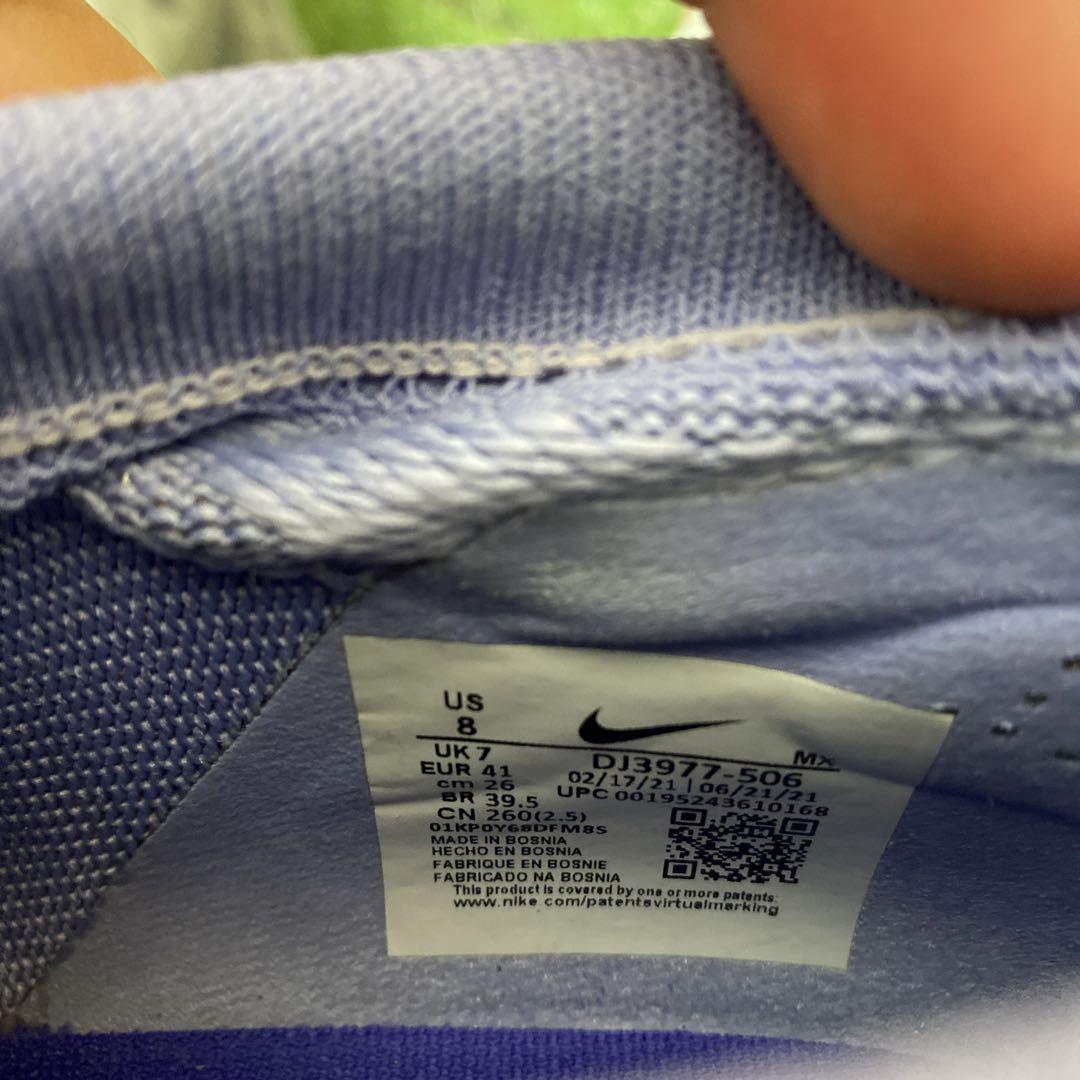 US
8
UK 7
EUR 41
cm 26
BR 39.5
CN 260(2.5)
01KP0Y68DFM8S
MADE IN BOSNIA
HECHO EN BOSNIA
FABRIQUE EN BOSNIE
FABRICADO NA BOSNIA
MX
DJ3977-506
02/17/21 | 06/21/21
UPC 00195243610168
This product is covered by one or more patents:
www.nike.com/patentsvirtualmarking